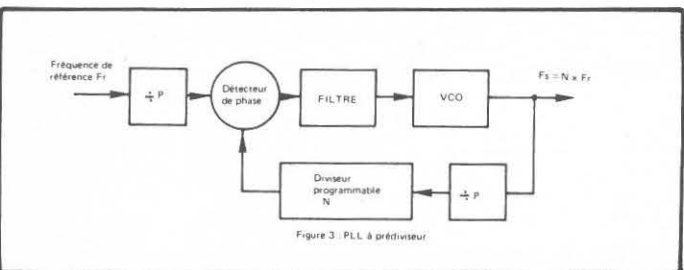 Fréquence de
référence Fr
÷ P
Détecteur
de phase
FILTRE
VCO
Fs = N x Fr
Diviseur
programmable
N
÷ P
Figure 3 : PLL à prédiviseur